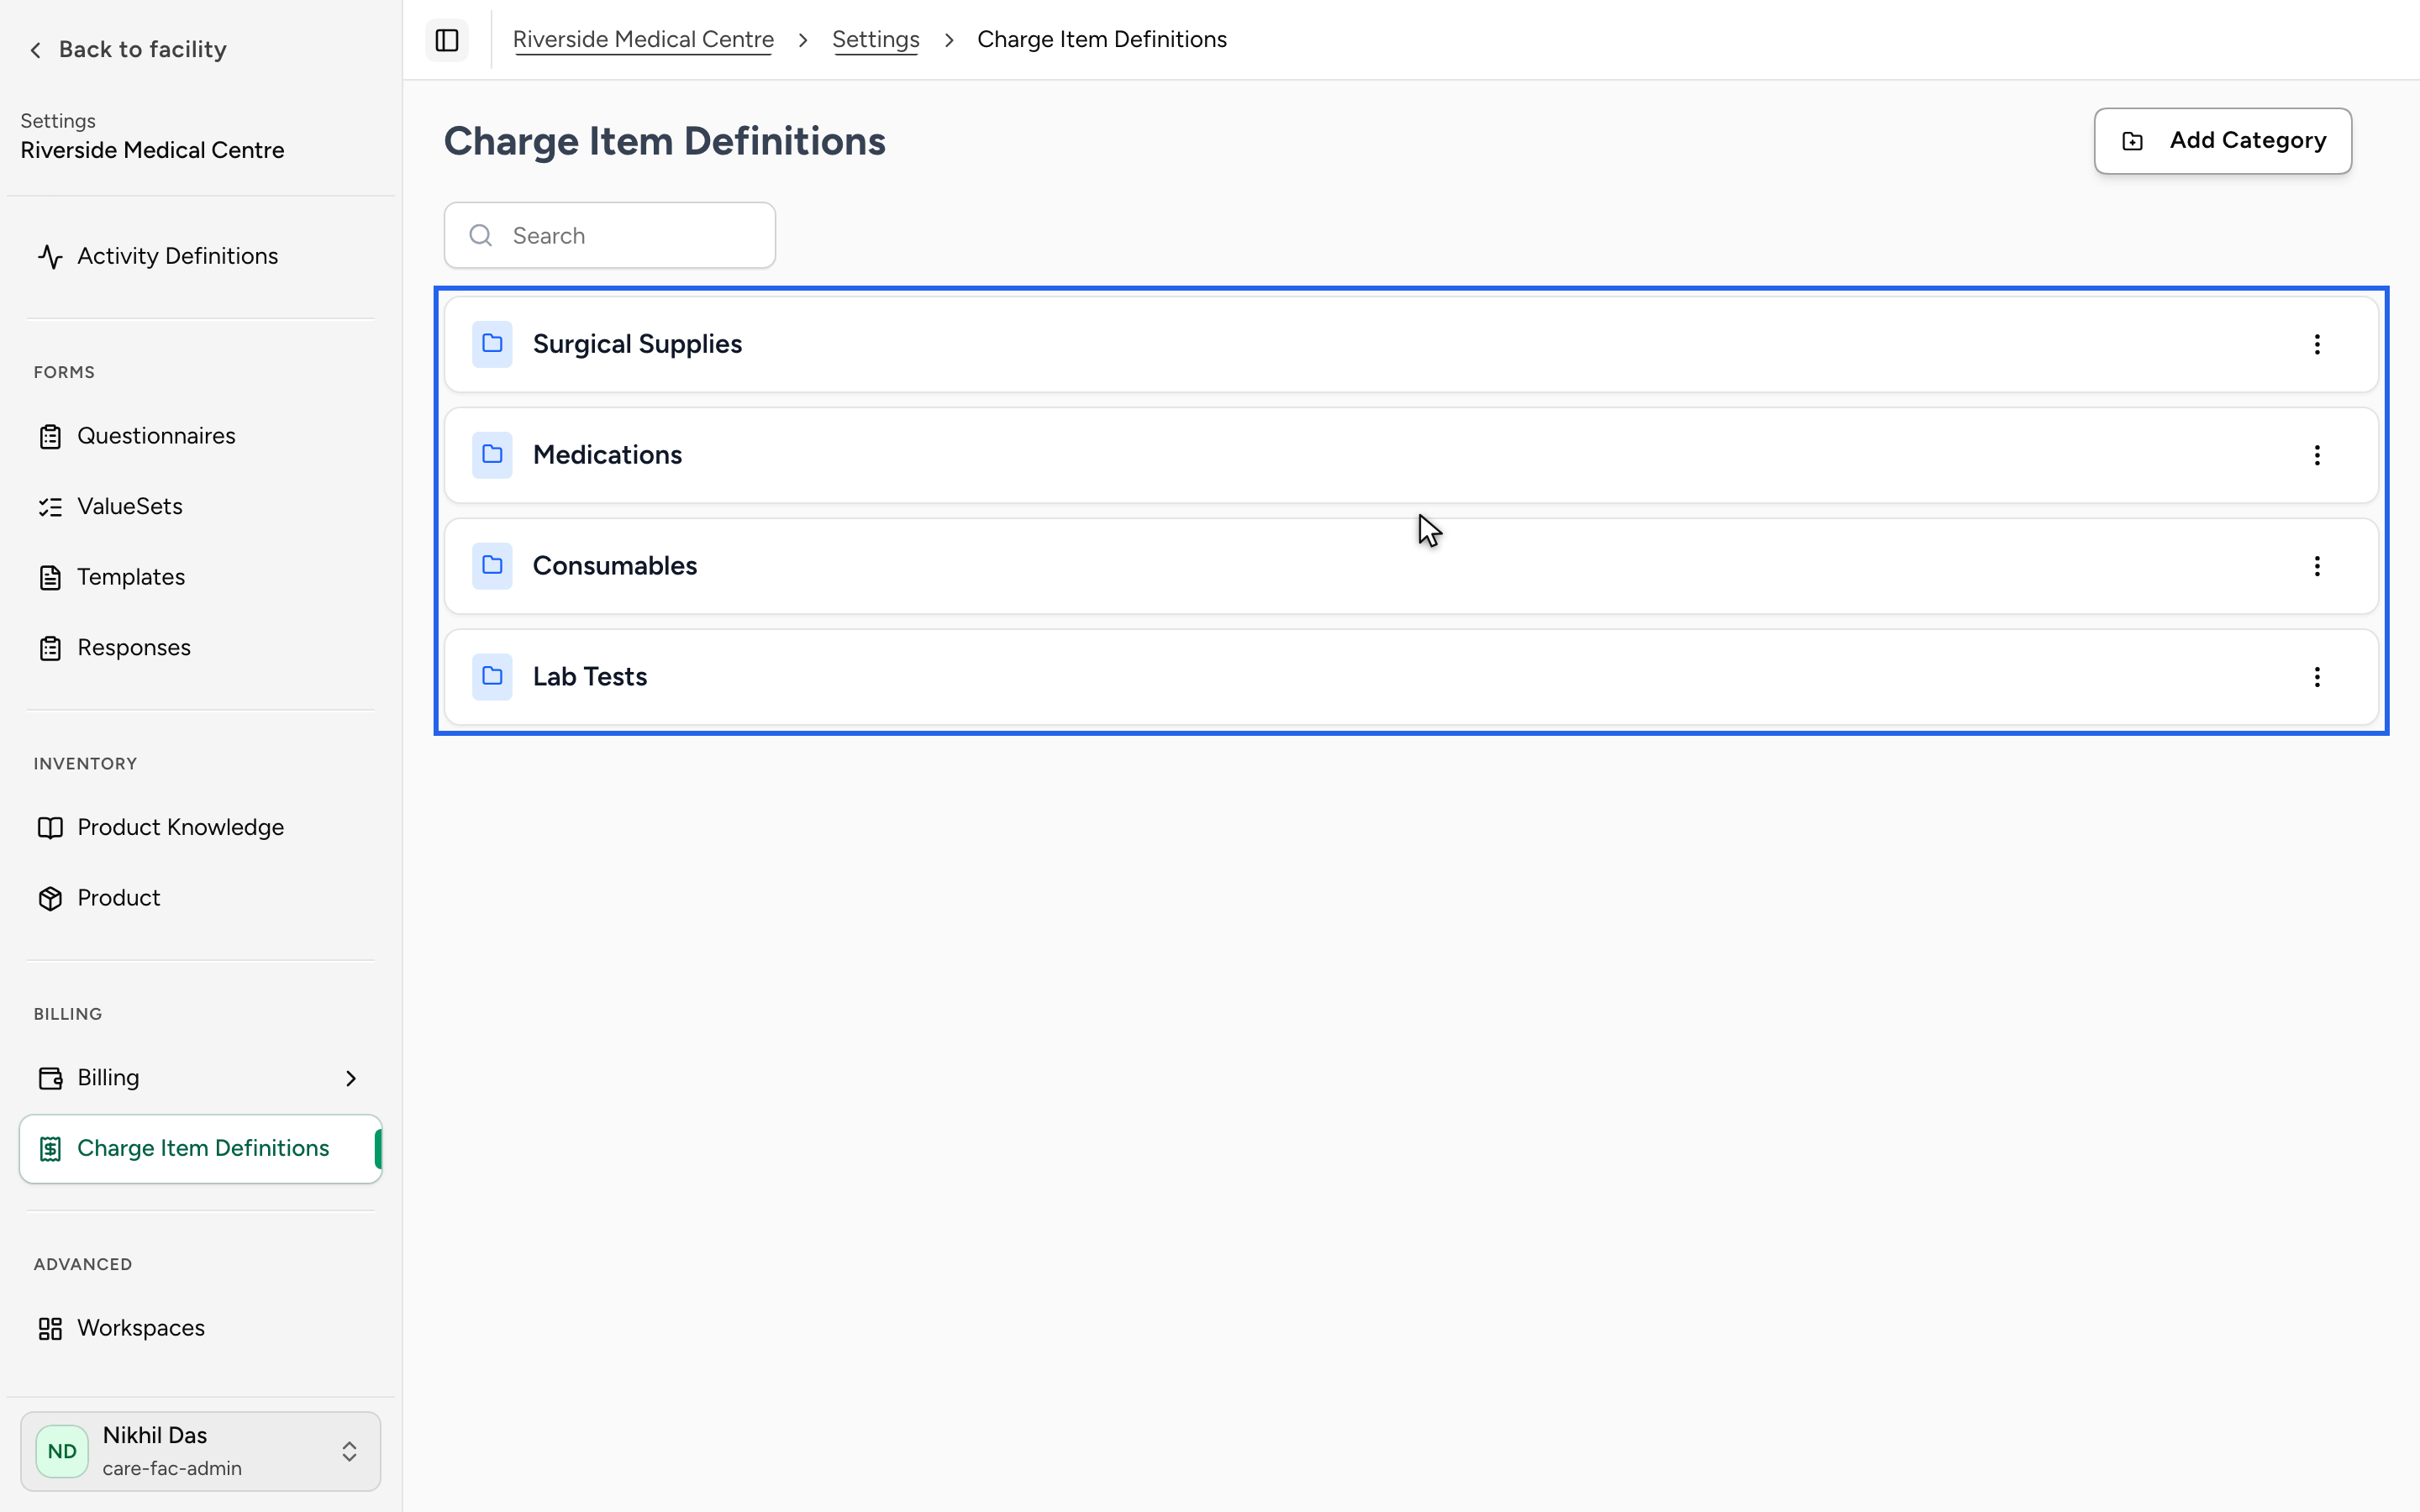 Back to facility
Settings
Riverside Medical Centre
Activity Definitions
FORMS
Questionnaires
ValueSets
Templates
Responses
INVENTORY
Product Knowledge
Product
BILLING
Billing
Charge Item Definitions
ADVANCED
Workspaces
ND
Nikhil Das
care-fac-admin
Riverside Medical Centre > Settings > Charge Item Definitions
Charge Item Definitions
Add Category
Search
Surgical Supplies
Medications
Consumables
Lab Tests